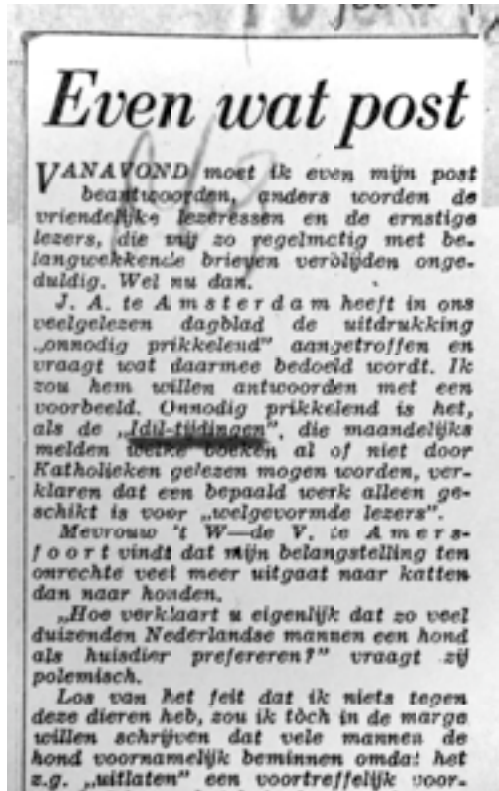 Even wat post
VANAVOND moet ik even mijn post
beantwoorden, anders worden de
vriendelijke lezeressen en de ernstige
lezers, die mij zo regelmctig met be-
langwekkende brieven verblijden onge-
duldig. Wel nu dan.
J. A. te Amsterdam heeft in ons
veelgelezen dagblad de uitdrukking
„onnodig prikkelend” aangetroffen en
vraagt wat daarmee bedoeld wordt. Ik
zou hem willen antwoorden met een
voorbeeld. Onnodig prikkelend is het,
als de „Idil-tijdingen”, die maandelijks
melden welke boeken al of niet door
Katholieken gelezen mogen worden, ver-
klaren dat een bepaald werk alleen ge-
schikt is voor „welgevormde lezers”.
Mevrouw 't W—de V. te Amers-
foort vindt dat mijn belangstelling ten
onrechte veel meer uitgaat naar katten
dan naar honden.
„Hoe verklaart u eigenlijk dat zo veel
duizenden Nederlandse mannen een hond
als huisdier prefereren?” vraagt zij
polemisch.
Los van het feit dat ik niets tegen
deze dieren heb, zou ik tòch in de marge
willen schrijven dat vele mannen de
hond voornamelijk beminnen omdat het
z.g. „uitlaten” een voortreffelijk voor-